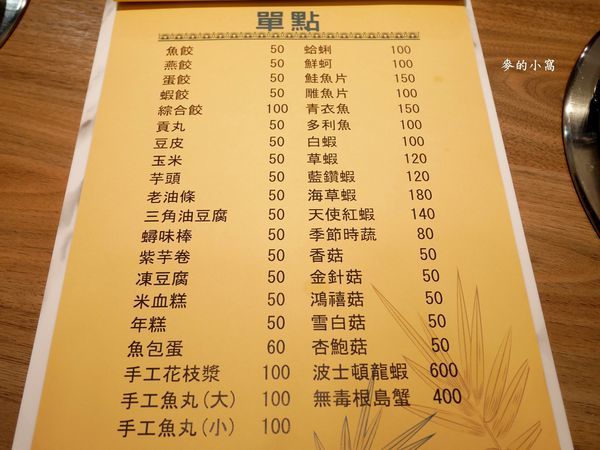 單點
魚餃 50
燕餃 50
蛋餃 50
蝦餃 50
綜合餃 100
貢丸 50
豆皮 50
玉米 50
芋頭 50
老油條 50
三角油豆腐 50
蟳味棒 50
紫芋卷 50
凍豆腐 50
米血糕 50
年糕 50
魚包蛋 60
手工花枝漿 100
手工魚丸(大) 100
手工魚丸(小) 100
蛤蜊 100
鮮蚵 100
鮭魚片 150
雕魚片 100
青衣魚 150
多利魚 100
白蝦 100
草蝦 120
藍鑽蝦 120
海草蝦 180
天使紅蝦 140
季節時蔬 80
香菇 50
金針菇 50
鴻禧菇 50
雪白菇 50
杏鮑菇 50
波士頓龍蝦 600
無毒根島蟹 400
麥的小窩